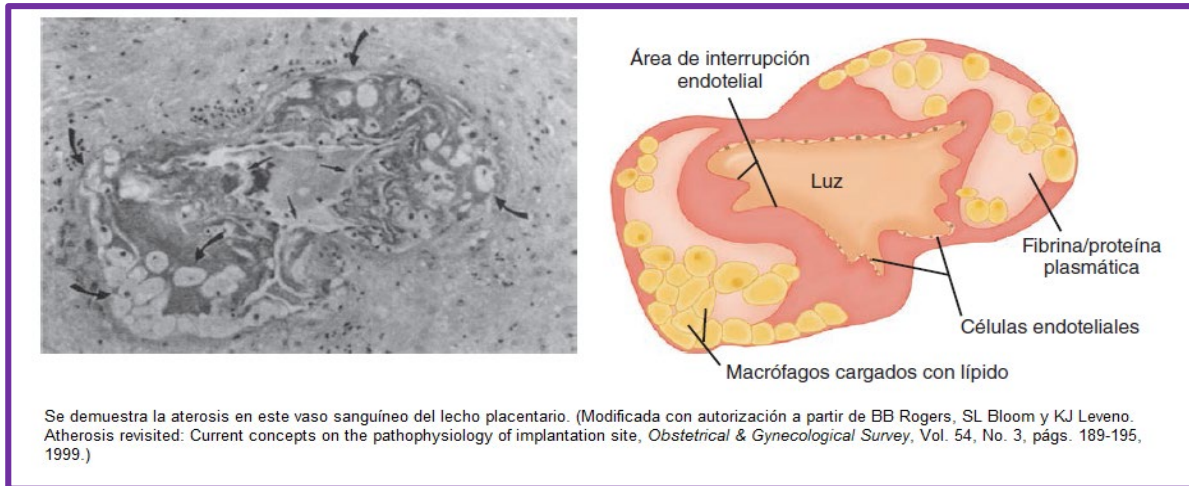 Área de interrupción
endotelial
Luz
Fibrina/proteína
plasmática
Células endoteliales
Macrófagos cargados con lípido
Se demuestra la aterosis en este vaso sanguíneo del lecho placentario. (Modificada con autorización a partir de BB Rogers, SL Bloom y KJ Leveno.
Atherosis revisited: Current concepts on the pathophysiology of implantation site, Obstetrical & Gynecological Survey, Vol. 54, No. 3, págs. 189-195,
1999.)